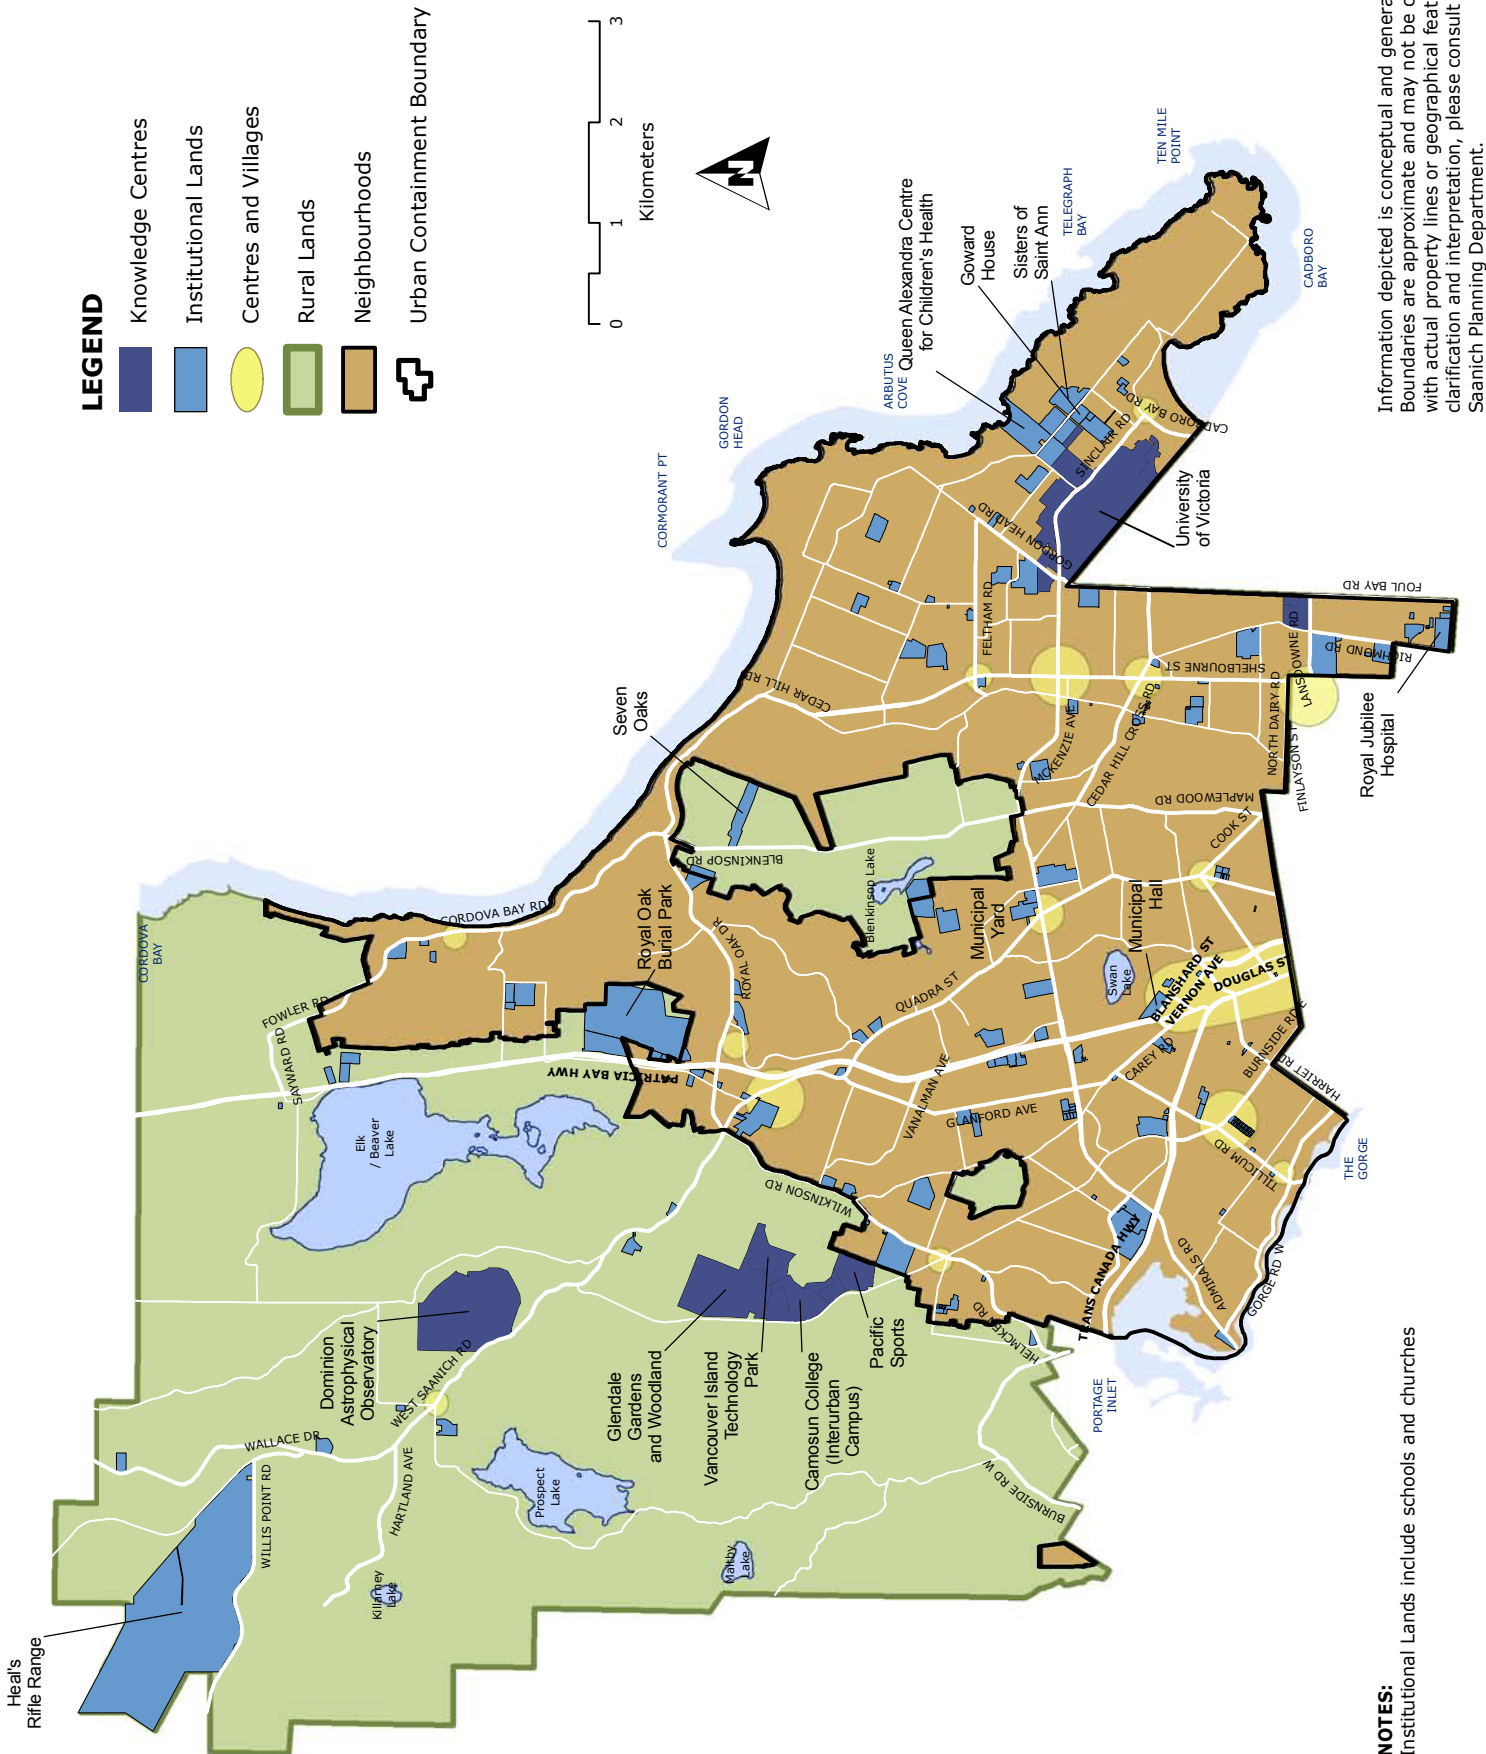 LEGEND
Knowledge Centres
Institutional Lands
Centres and Villages
Rural Lands
Neighbourhoods
Urban Containment Boundary
0
1
2
3
Kilometers
N
Heal's
Rifle Range
WILLIS POINT RD
WALLACE DR
HARTLAND AVE
WEST SAANICH RD
Killarney
Lake
Prospect
Lake
Maltby
Lake
Dominion
Astrophysical
Observatory
Glendale
Gardens
and Woodland
Vancouver Island
Technology
Park
Camosun College
(Interurban
Campus)
Pacific
Sports
BURNSIDE RD W
HELMCKEN RD
PORTAGE
INLET
TRANS CANADA HWY
ADMIRALS RD
GORGE RD W
THE
GORGE
TILLICUM RD
HARRIET RD
BURNSIDE RD E
CAREY RD
GLANFORD AVE
VANALMAN AVE
WILKINSON RD
Elk
/ Beaver
Lake
SAYWARD RD
FOWLER RD
CORDOVA
BAY
CORDOVA BAY RD
PATRICIA BAY HWY
Royal Oak
Burial Park
ROYAL OAK DR
QUADRA ST
BLENKINSOP RD
Blenkinsop Lake
Seven
Oaks
Municipal
Yard
Municipal
Hall
Swan
Lake
BLANSHARD ST
VERNON AVE
DOUGLAS ST
COOK ST
MAPLEWOOD RD
FINLAYSON ST
NORTH DAIRY RD
LANSDOWNE RD
CEDAR HILL CROSS RD
MCKENZIE AVE
CEDAR HILL RD
SHELBOURNE ST
RICHMOND RD
FOUL BAY RD
FELTHAM RD
GORDON HEAD RD
Royal Jubilee
Hospital
University
of Victoria
SINCLAIR RD
CADBORO BAY RD
CORMORANT PT
GORDON
HEAD
ARBUTUS
COVE
Queen Alexandra Centre
for Children's Health
Goward
House
Sisters of
Saint Ann
TELEGRAPH
BAY
TEN MILE
POINT
CADBORO
BAY
NOTES:
Institutional Lands include schools and churches
Information depicted is conceptual and
Boundaries are approximate and may not be
with actual property lines or geographical
clarification and interpretation, please consult
Saanich Planning Department.